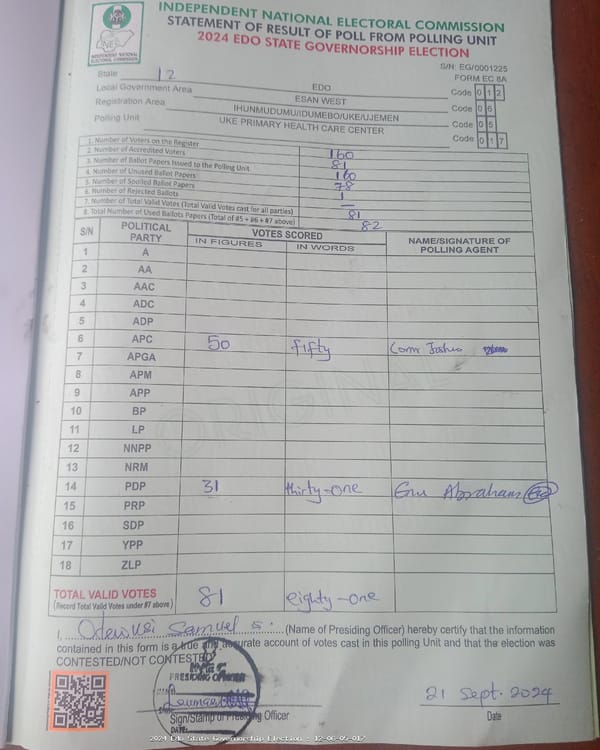 INDEPENDENT NATIONAL ELECTORAL COMMISSION
STATEMENT OF RESULT OF POLL FROM POLLING UNIT
2024 EDO STATE GOVERNORSHIP ELECTION
INEC
INDEPENDENT NATIONAL
ELECTORAL COMMISSION
S/N: EG/0001225
FORM EC 8A
State 12 EDO Code 0 1 2
Local Government Area ESAN WEST Code 0 6
Registration Area IHUNMUDUMU/IDUMEBO/UKE/UJEMEN Code 0 5
Polling Unit UKE PRIMARY HEALTH CARE CENTER Code 0 1 7
1. Number of Voters on the Register 160
2. Number of Accredited Voters 81
3. Number of Ballot Papers Issued to the Polling Unit 160
4. Number of Unused Ballot Papers 78
5. Number of Spoiled Ballot Papers 1
6. Number of Rejected Ballots —
7. Number of Total Valid Votes (Total Valid Votes cast for all parties) 81
8. Total Number of Used Ballots Papers (Total of #5 + #6 + #7 above) 82
S/N POLITICAL PARTY VOTES SCORED NAME/SIGNATURE OF POLLING AGENT
IN FIGURES IN WORDS
1 A
2 AA
3 AAC
4 ADC
5 ADP
6 APC 50 fifty
7 APGA
8 APM
9 APP
10 BP
11 LP
12 NNPP
13 NRM
14 PDP 31 thirty-one Abraham
15 PRP
16 SDP
17 YPP
18 ZLP
ORIGINAL
TOTAL VALID VOTES 81 eighty-one
(Record Total Valid Votes under #7 above)
I, Samuel S. (Name of Presiding Officer) hereby certify that the information
contained in this form is a true and accurate account of votes cast in this polling Unit and that the election was
CONTESTED/NOT CONTESTED
PRESIDING OFFICER
DATE:
Sign/Stamp of Presiding Officer
21 Sept. 2024
Date
2024 Edo State Governorship Election - 12-06-05-017